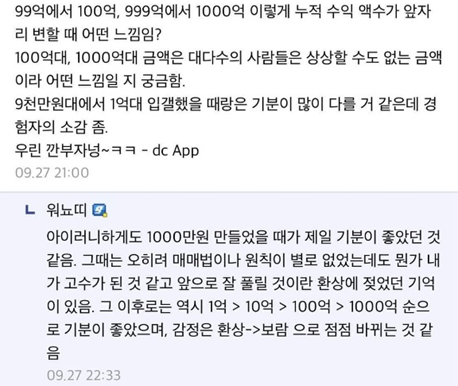 99억에서 100억, 999억에서 1000억 이렇게 누적 수익 액수가 앞자
리 변할 때 어떤 느낌임?
100억대, 1000억대 금액은 대다수의 사람들은 상상할 수도 없는 금액
이라 어떤 느낌일 지 궁금함.
9천만원대에서 1억대 입갤했을 때랑은 기분이 많이 다를 거 같은데 경
험자의 소감 좀.
우린 깐부자넝~ㅋㅋ - dc App
09.27 21:00
워뇨띠
아이러니하게도 1000만원 만들었을 때가 제일 기분이 좋았던 것
같음. 그때는 오히려 매매법이나 원칙이 별로 없었는데도 뭔가 내
가 고수가 된 것 같고 앞으로 잘 풀릴 것이란 환상에 젖었던 기억
이 있음. 그 이후로는 역시 1억 > 10억 > 100억 > 1000억 순으
로 기분이 좋았으며, 감정은 환상->보람 으로 점점 바뀌는 것 같
음
09.27 22:33